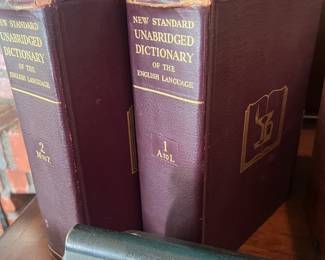 NEW STANDARD
UNABRIDGED
DICTIONARY
OF THE
ENGLISH LANGUAGE
2
M TO Z
NEW STANDARD
UNABRIDGED
DICTIONARY
OF THE
ENGLISH LANGUAGE
1
A TO L